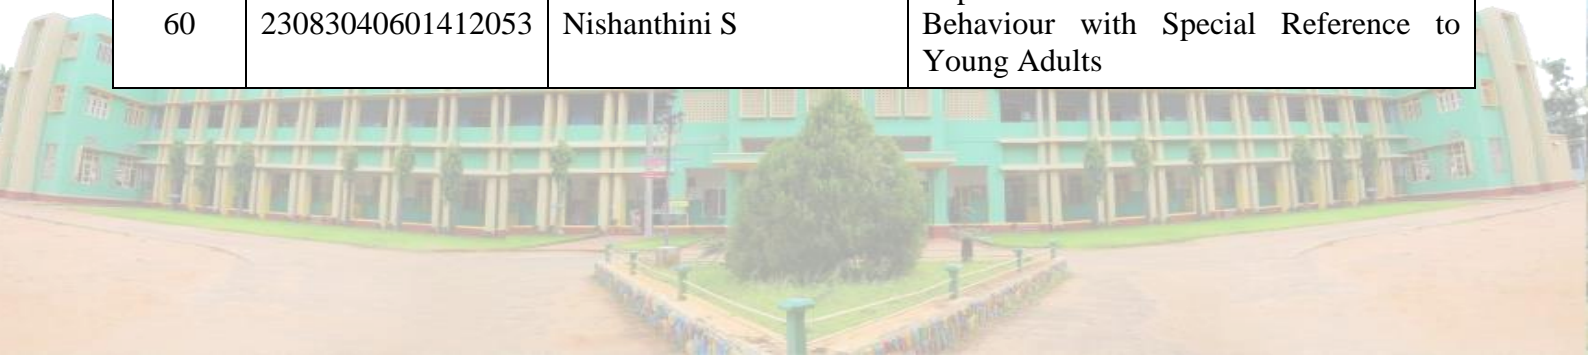 60 23083040601412053 Nishanthini S Behaviour with Special Reference to
Young Adults